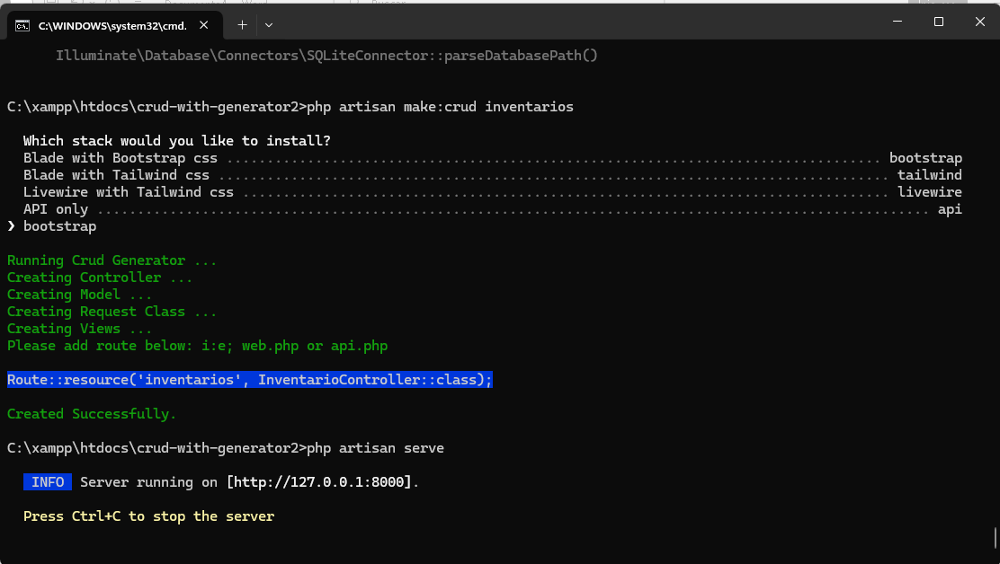 C:\WINDOWS\system32\cmd.
Illuminate\Database\Connectors\SQLiteConnector::parseDatabasePath()
C:\xampp\htdocs\crud-with-generator2>php artisan make:crud inventarios
Which stack would you like to install?
Blade with Bootstrap css ................................................................................. bootstrap
Blade with Tailwind css ................................................................................... tailwind
Livewire with Tailwind css ................................................................................ livewire
API only ....................................................................................................... api
❯ bootstrap
Running Crud Generator ...
Creating Controller ...
Creating Model ...
Creating Request Class ...
Creating Views ...
Please add route below: i:e; web.php or api.php
Route::resource('inventarios', InventarioController::class);
Created Successfully.
C:\xampp\htdocs\crud-with-generator2>php artisan serve
INFO Server running on [http://127.0.0.1:8000].
Press Ctrl+C to stop the server